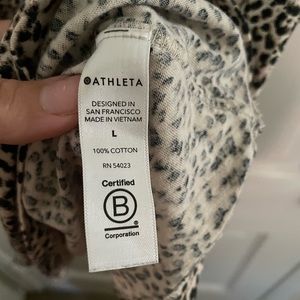 ATHLETA
DESIGNED IN
SAN FRANCISCO
MADE IN VIETNAM
L
100% COTTON
RN 54023
Certified
B
Corporation